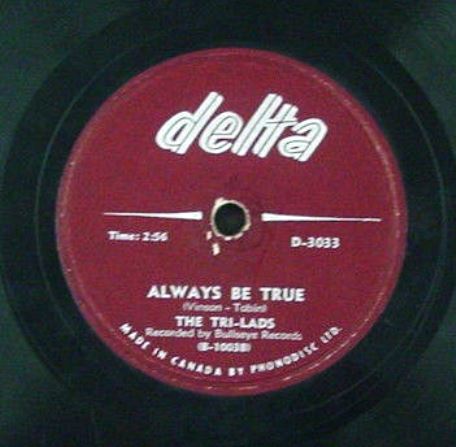 delta
Time: 2:56
D-3033
ALWAYS BE TRUE
(Vinson - Tobin)
THE TRI-LADS
Recorded by Bullseye Records
(B-1003B)
MADE IN CANADA BY PHONODISC LTD.